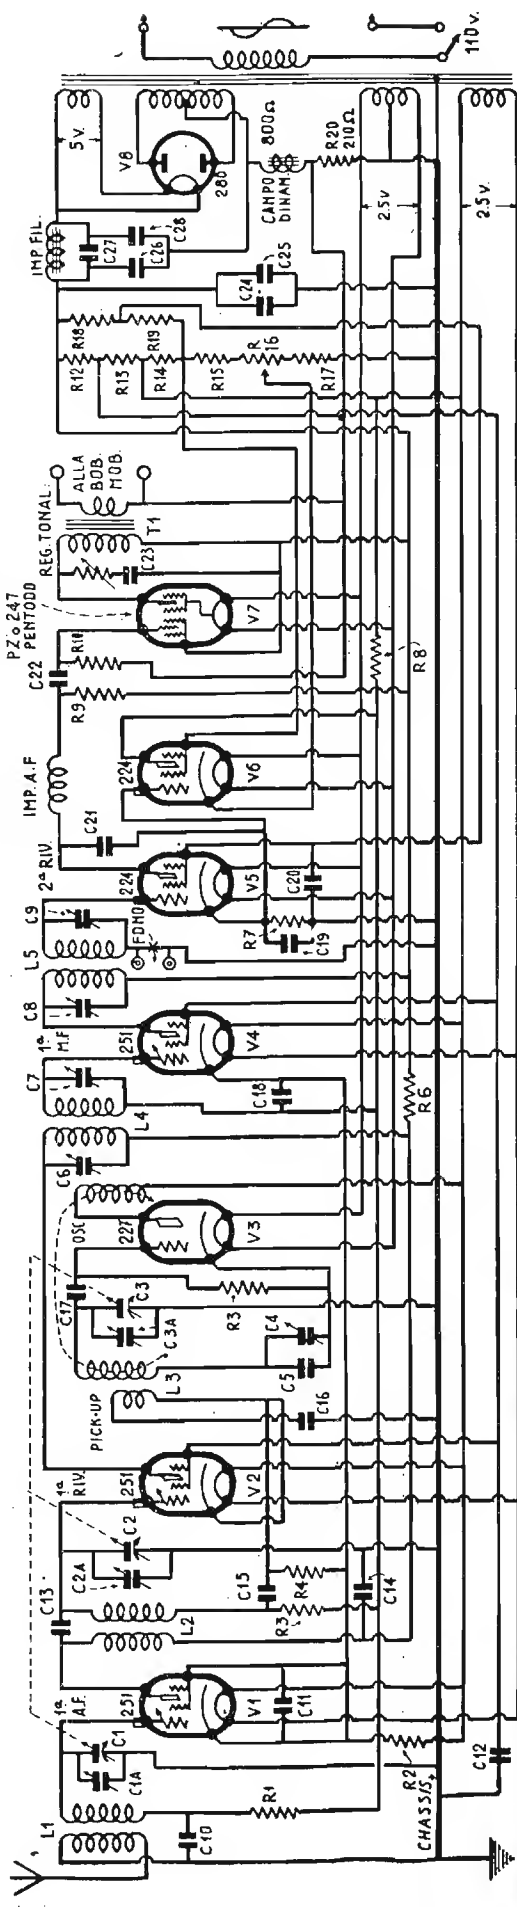 L1
C1A
C1
1ª A.F.
251
V1
C10
R1
C11
R2
CHASSIS
C12
C13
L2
C2A
C2
1ª RIV.
251
V2
C15
R3
R4
C14
PICK-UP
L3
C16
C5
C4
C3A
C3
C17
R3
OSC
227
V3
C6
L4
C7
1ª M.F
251
V4
C18
R6
C8
L5
C9
FONO
2ª RIV.
224
V5
R7
C19
C20
C21
IMP. A.F
224
V6
R9
C22
R10
PZ o 247
PENTODO
V7
R8
REG. TONAL.
C23
T1
ALLA
BOB.
MOB.
R12
R13
R14
R15
R16
R17
R18
R19
C24
C25
IMP FIL.
C27
C26
C28
5 V.
V8
280
CAMPO
DINAM.
800Ω
R20
210Ω
2.5 V.
2.5 V.
110 V.